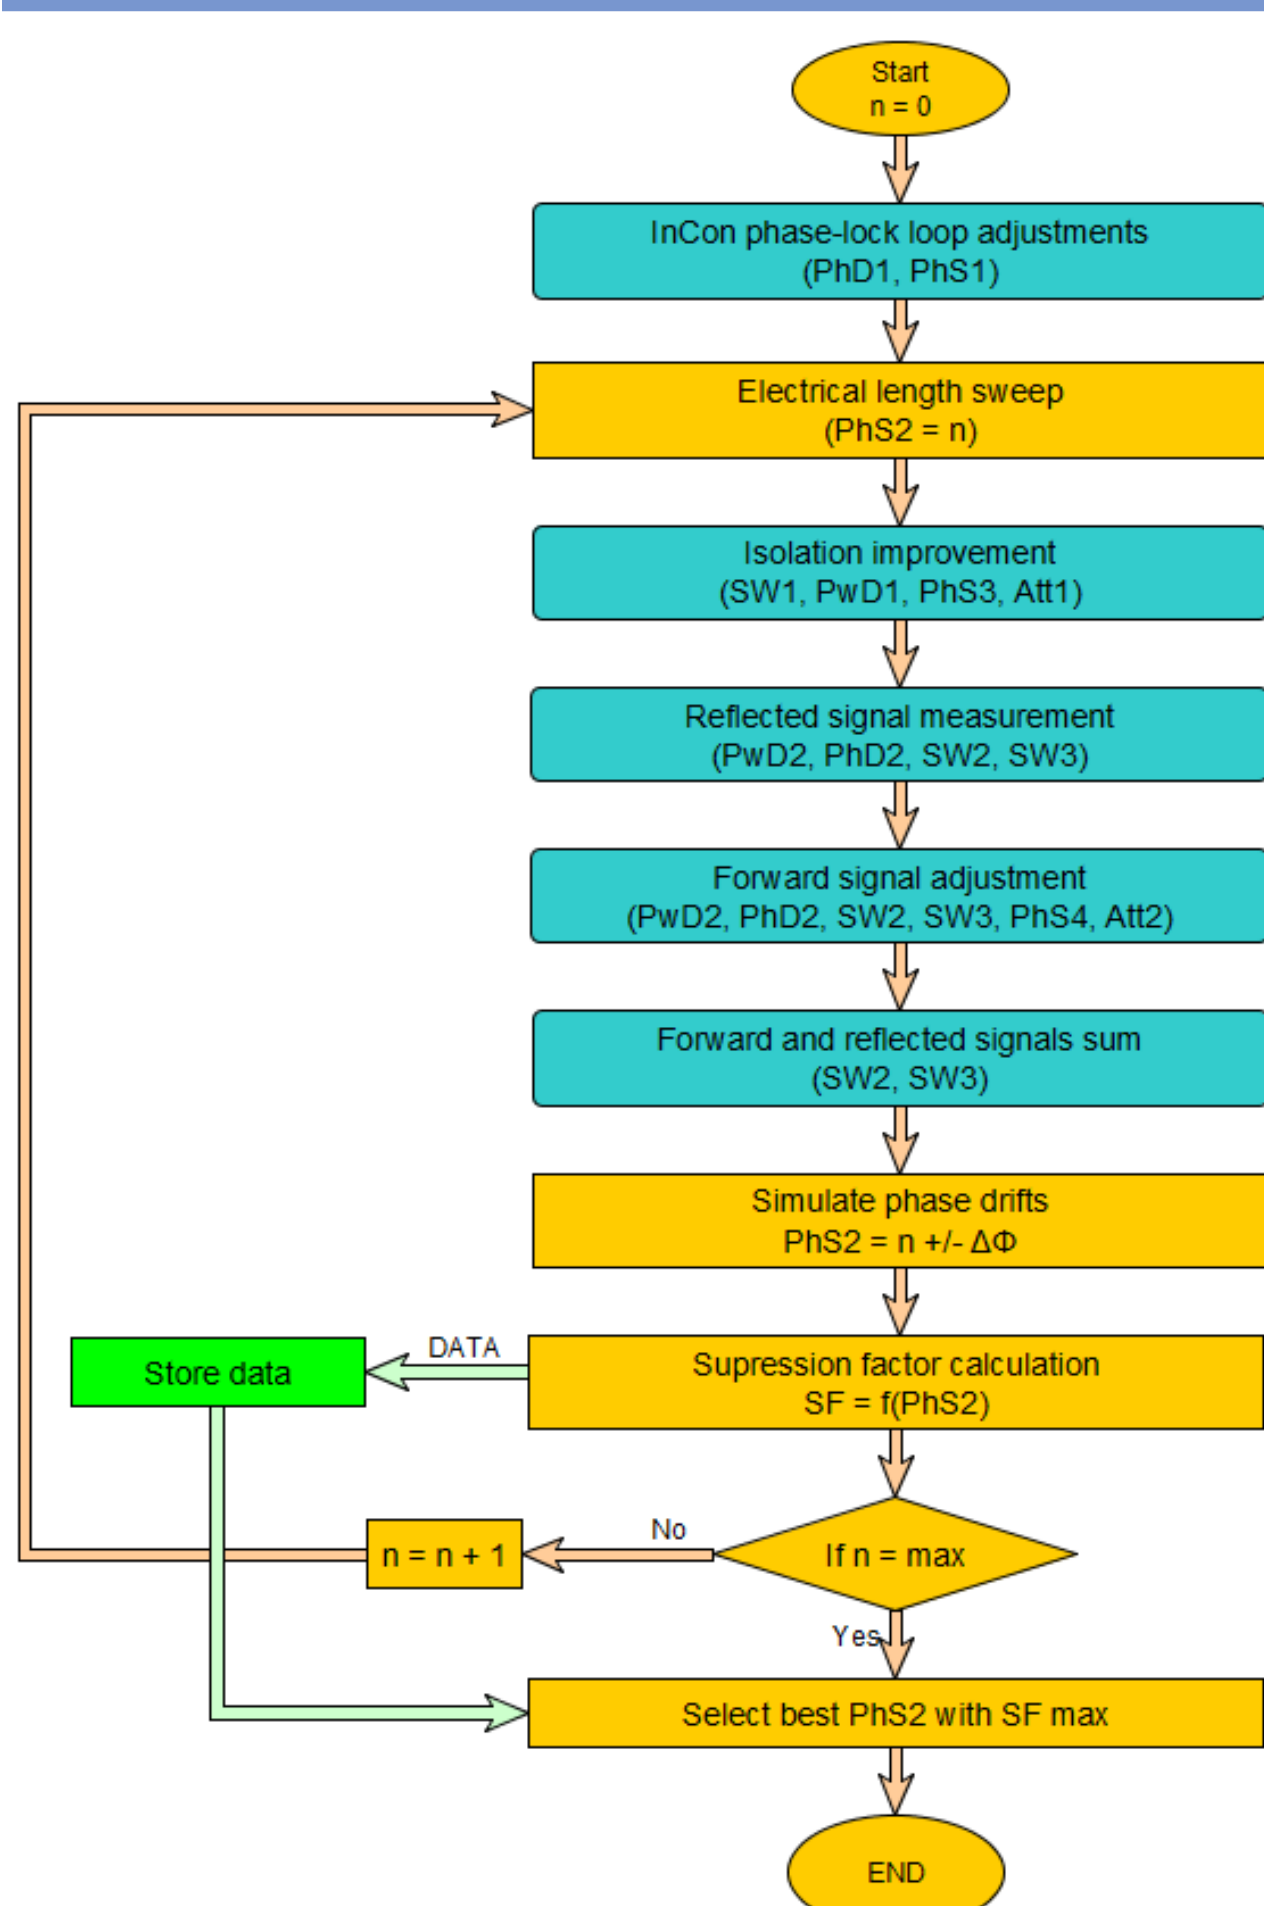 Start
n = 0
InCon phase-lock loop adjustments
(PhD1, PhS1)
Electrical length sweep
(PhS2 = n)
Isolation improvement
(SW1, PwD1, PhS3, Att1)
Reflected signal measurement
(PwD2, PhD2, SW2, SW3)
Forward signal adjustment
(PwD2, PhD2, SW2, SW3, PhS4, Att2)
Forward and reflected signals sum
(SW2, SW3)
Simulate phase drifts
PhS2 = n +/- ΔΦ
Store data
DATA
Supression factor calculation
SF = f(PhS2)
n = n + 1
No
If n = max
Yes
Select best PhS2 with SF max
END